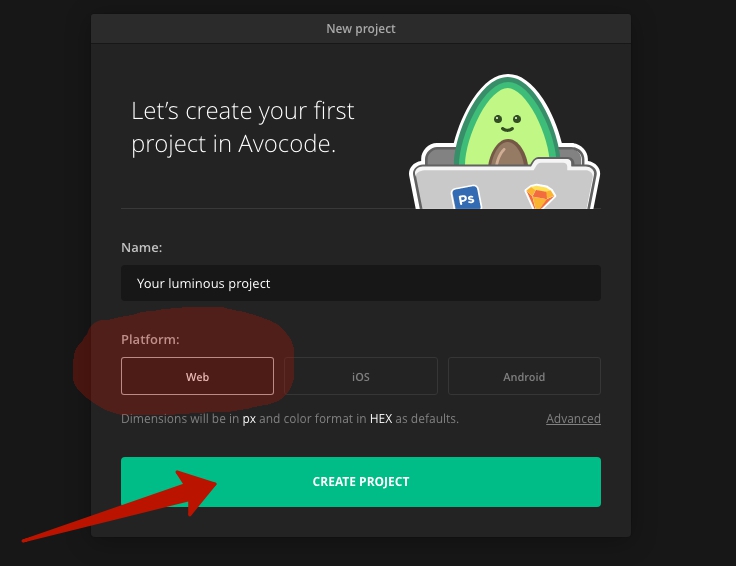 New project
Let’s create your first
project in Avocode.
Ps
Name:
Your luminous project
Platform:
Web iOS Android
Dimensions will be in px and color format in HEX as defaults. Advanced
CREATE PROJECT